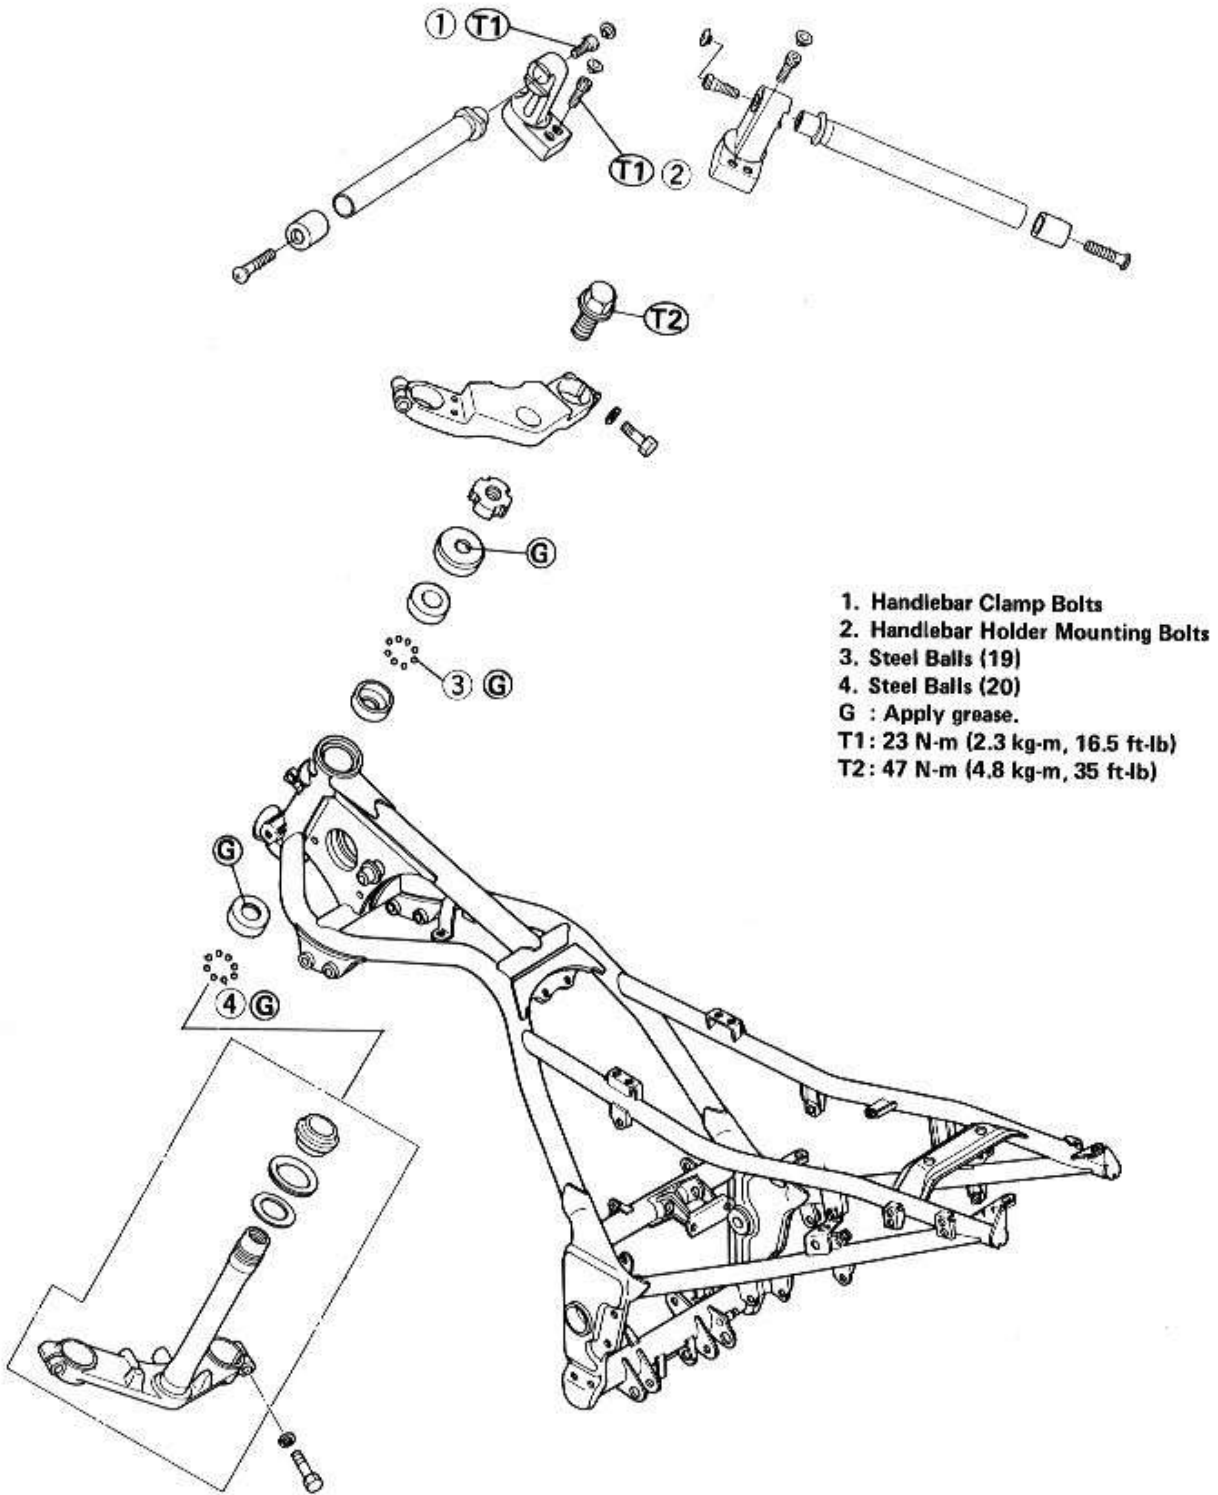 1 T1
T1 2
T2
G
3 G
1. Handlebar Clamp Bolts
2. Handlebar Holder Mounting Bolts
3. Steel Balls (19)
4. Steel Balls (20)
G : Apply grease.
T1: 23 N-m (2.3 kg-m, 16.5 ft-lb)
T2: 47 N-m (4.8 kg-m, 35 ft-lb)
G
4 G